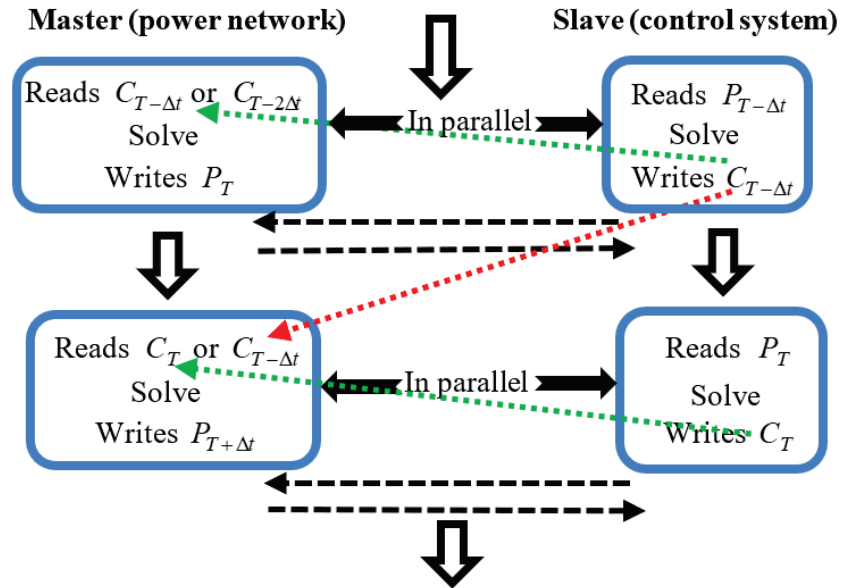 Master (power network)
Slave (control system)
Reads C_{T−Δt} or C_{T−2Δt}
Solve
Writes P_T
In parallel
Reads P_{T−Δt}
Solve
Writes C_{T−Δt}
Reads C_T or C_{T−Δt}
Solve
Writes P_{T+Δt}
In parallel
Reads P_T
Solve
Writes C_T